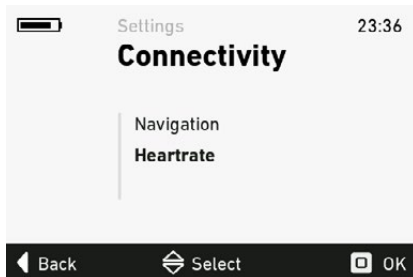 Settings
23:36
Connectivity
Navigation
Heartrate
Back
Select
OK